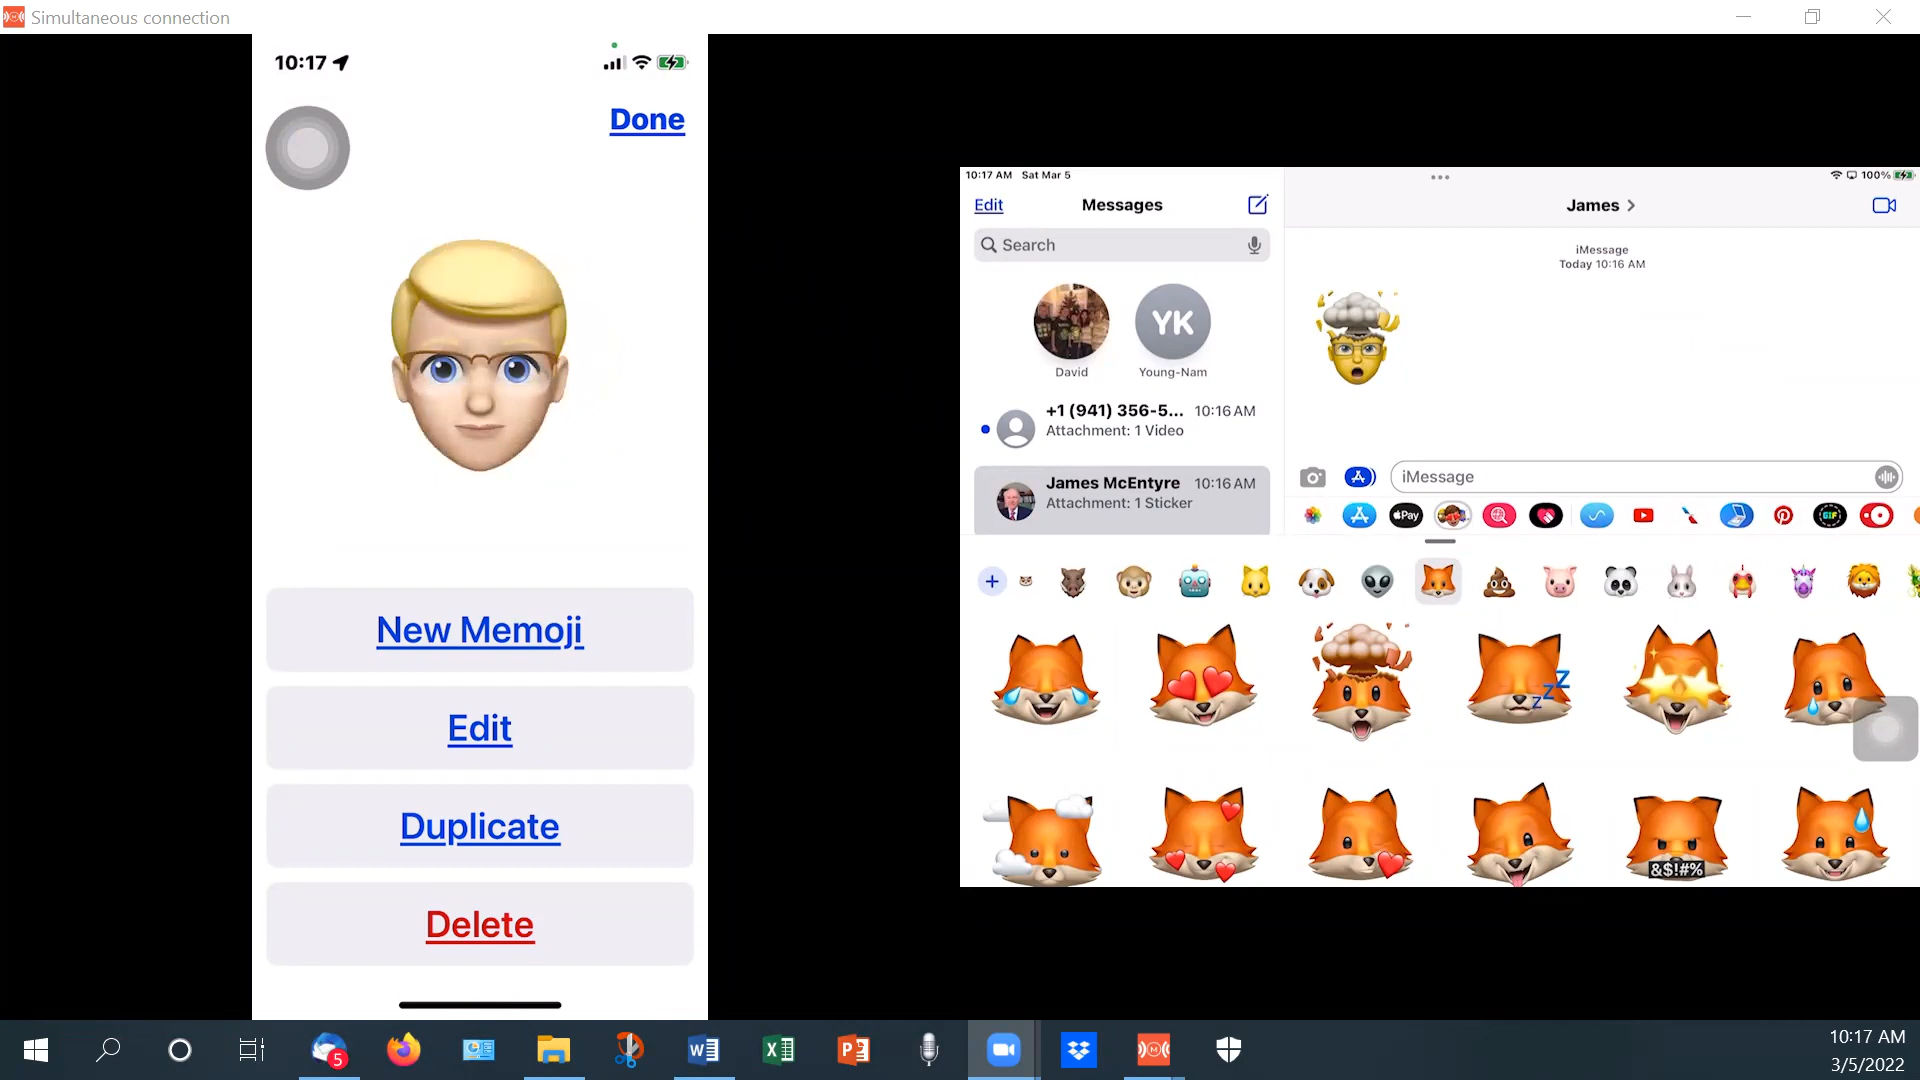 Simultaneous connection
10:17
Done
New Memoji
Edit
Duplicate
Delete
10:17 AM Sat Mar 5
100%
Edit
Messages
Search
YK
David
Young-Nam
+1 (941) 356-5... 10:16 AM
Attachment: 1 Video
James McEntyre 10:16 AM
Attachment: 1 Sticker
James
iMessage
Today 10:16 AM
iMessage
Pay
GIF
z z Z
&$!#%
5
W
X
P
M
10:17 AM
3/5/2022